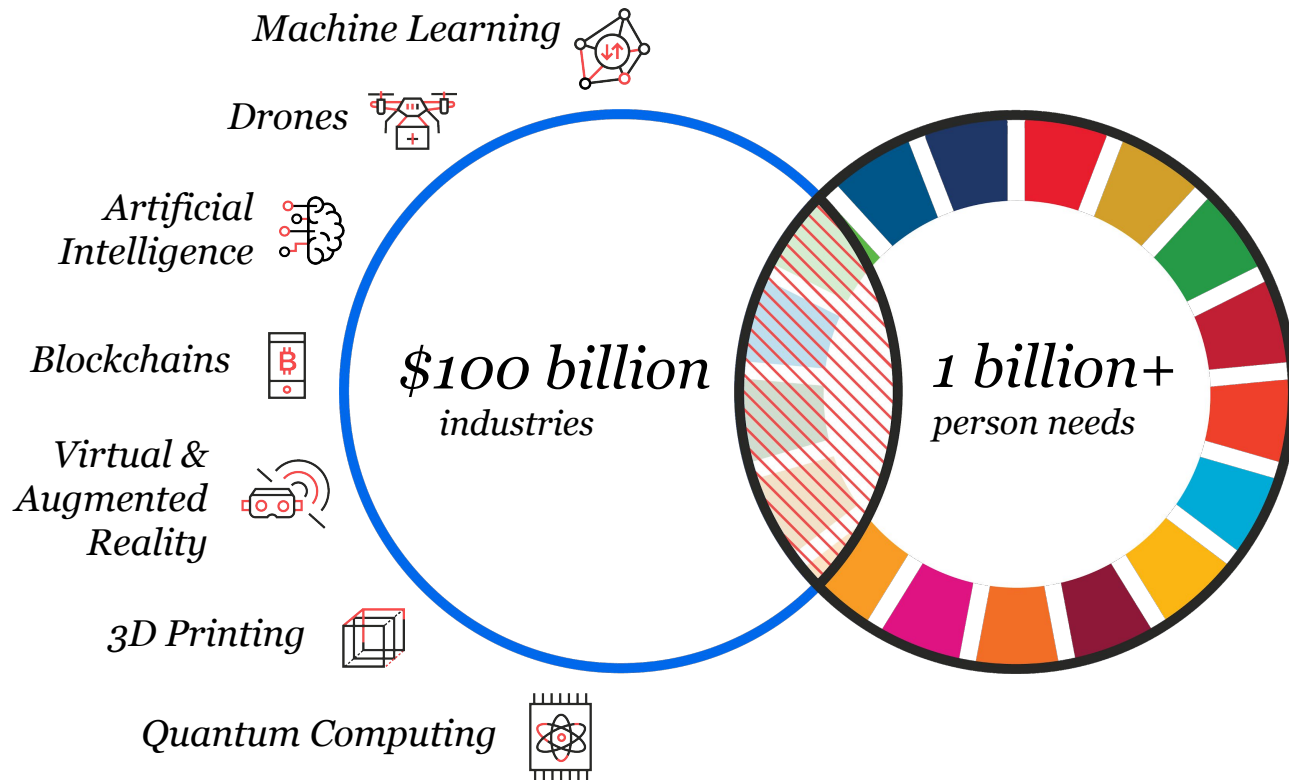 Machine Learning
Drones
Artificial
Intelligence
Blockchains
Virtual &
Augmented
Reality
3D Printing
Quantum Computing
$100 billion
industries
1 billion+
person needs